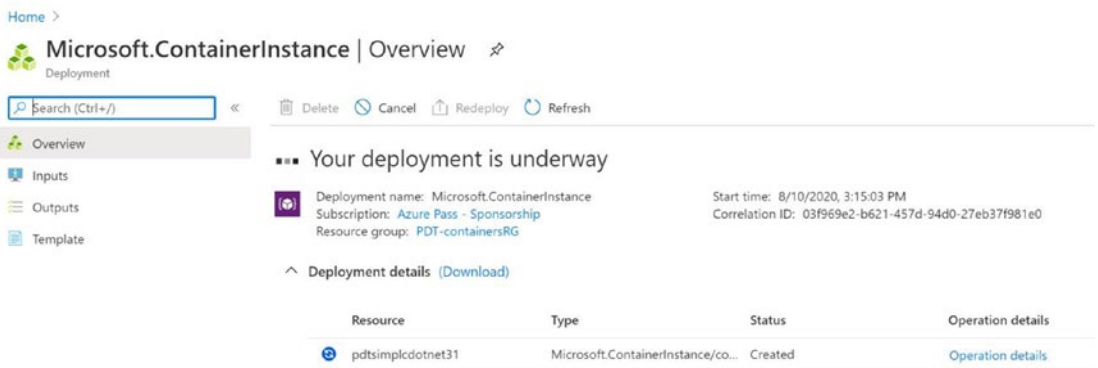 Home >
Microsoft.ContainerInstance | Overview
Deployment
Search (Ctrl+/)
«
Delete Cancel Redeploy Refresh
Overview
Inputs
Outputs
Template
Your deployment is underway
Deployment name: Microsoft.ContainerInstance
Subscription: Azure Pass - Sponsorship
Resource group: PDT-containersRG
Start time: 8/10/2020, 3:15:03 PM
Correlation ID: 03f969e2-b621-457d-94d0-27eb37f981e0
Deployment details (Download)
Resource Type Status Operation details
pdtsimplcdotnet31 Microsoft.ContainerInstance/co... Created Operation details